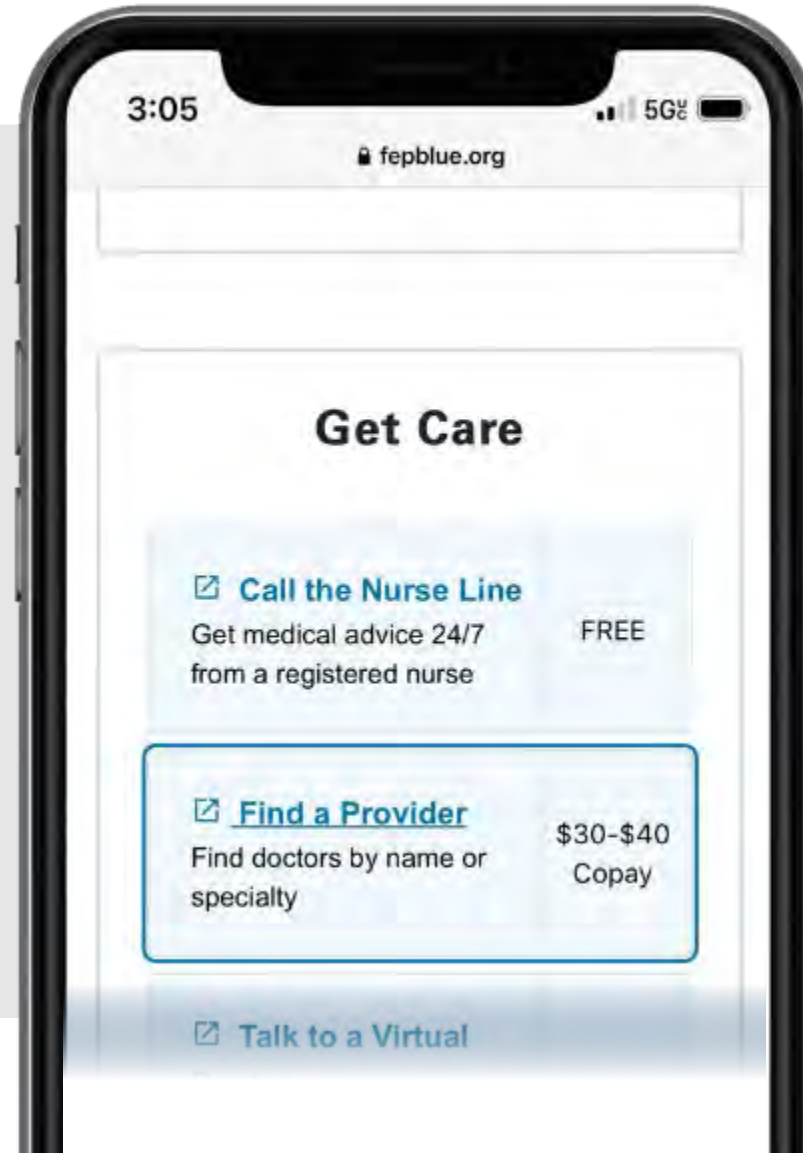 3:05
5G
fepblue.org
Get Care
Call the Nurse Line
Get medical advice 24/7
from a registered nurse
FREE
Find a Provider
Find doctors by name or
specialty
$30-$40
Copay
Talk to a Virtual